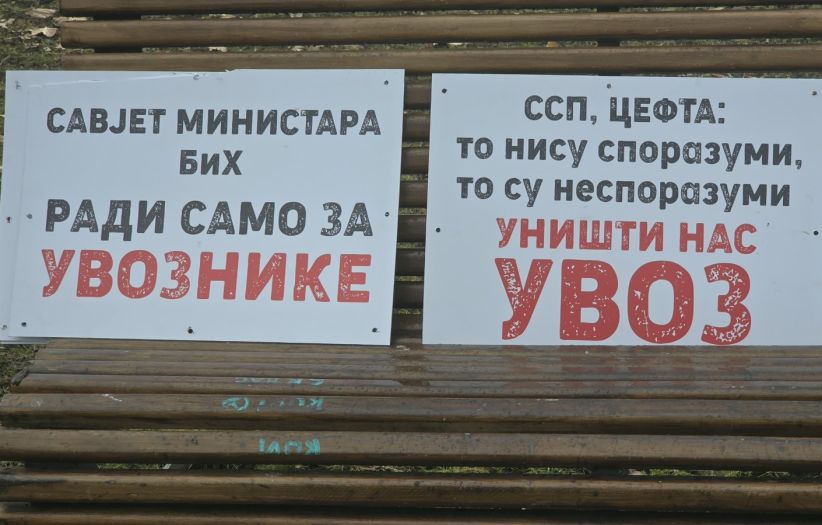 САВЈЕТ МИНИСТАРА
БиХ
РАДИ САМО ЗА
УВОЗНИКЕ
ССП, ЦЕФТА:
то нису споразуми,
то су неспоразуми
УНИШТИ НАС
УВОЗ